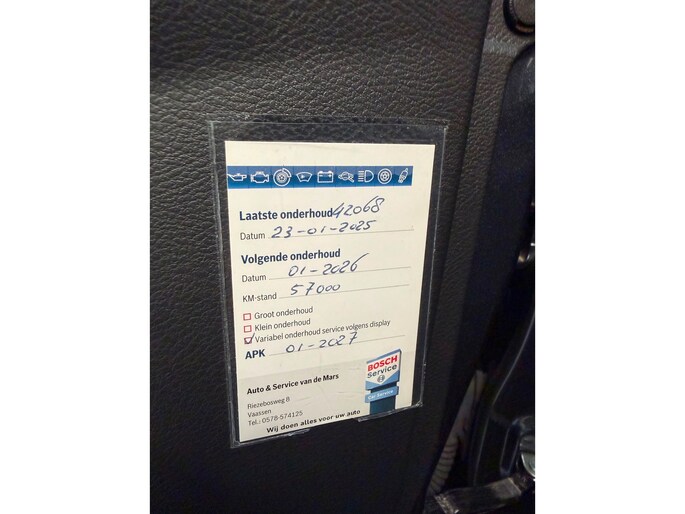 Laatste onderhoud 42068
Datum 23-01-2025
Volgende onderhoud
Datum 01-2026
KM-stand 57000
Groot onderhoud
Klein onderhoud
Variabel onderhoud service volgens display
APK 01-2027
BOSCH
Service
Car Service
Auto & Service van de Mars
Riezebosweg 8
Vaassen
Tel.: 0578-574125
Wij doen alles voor uw auto